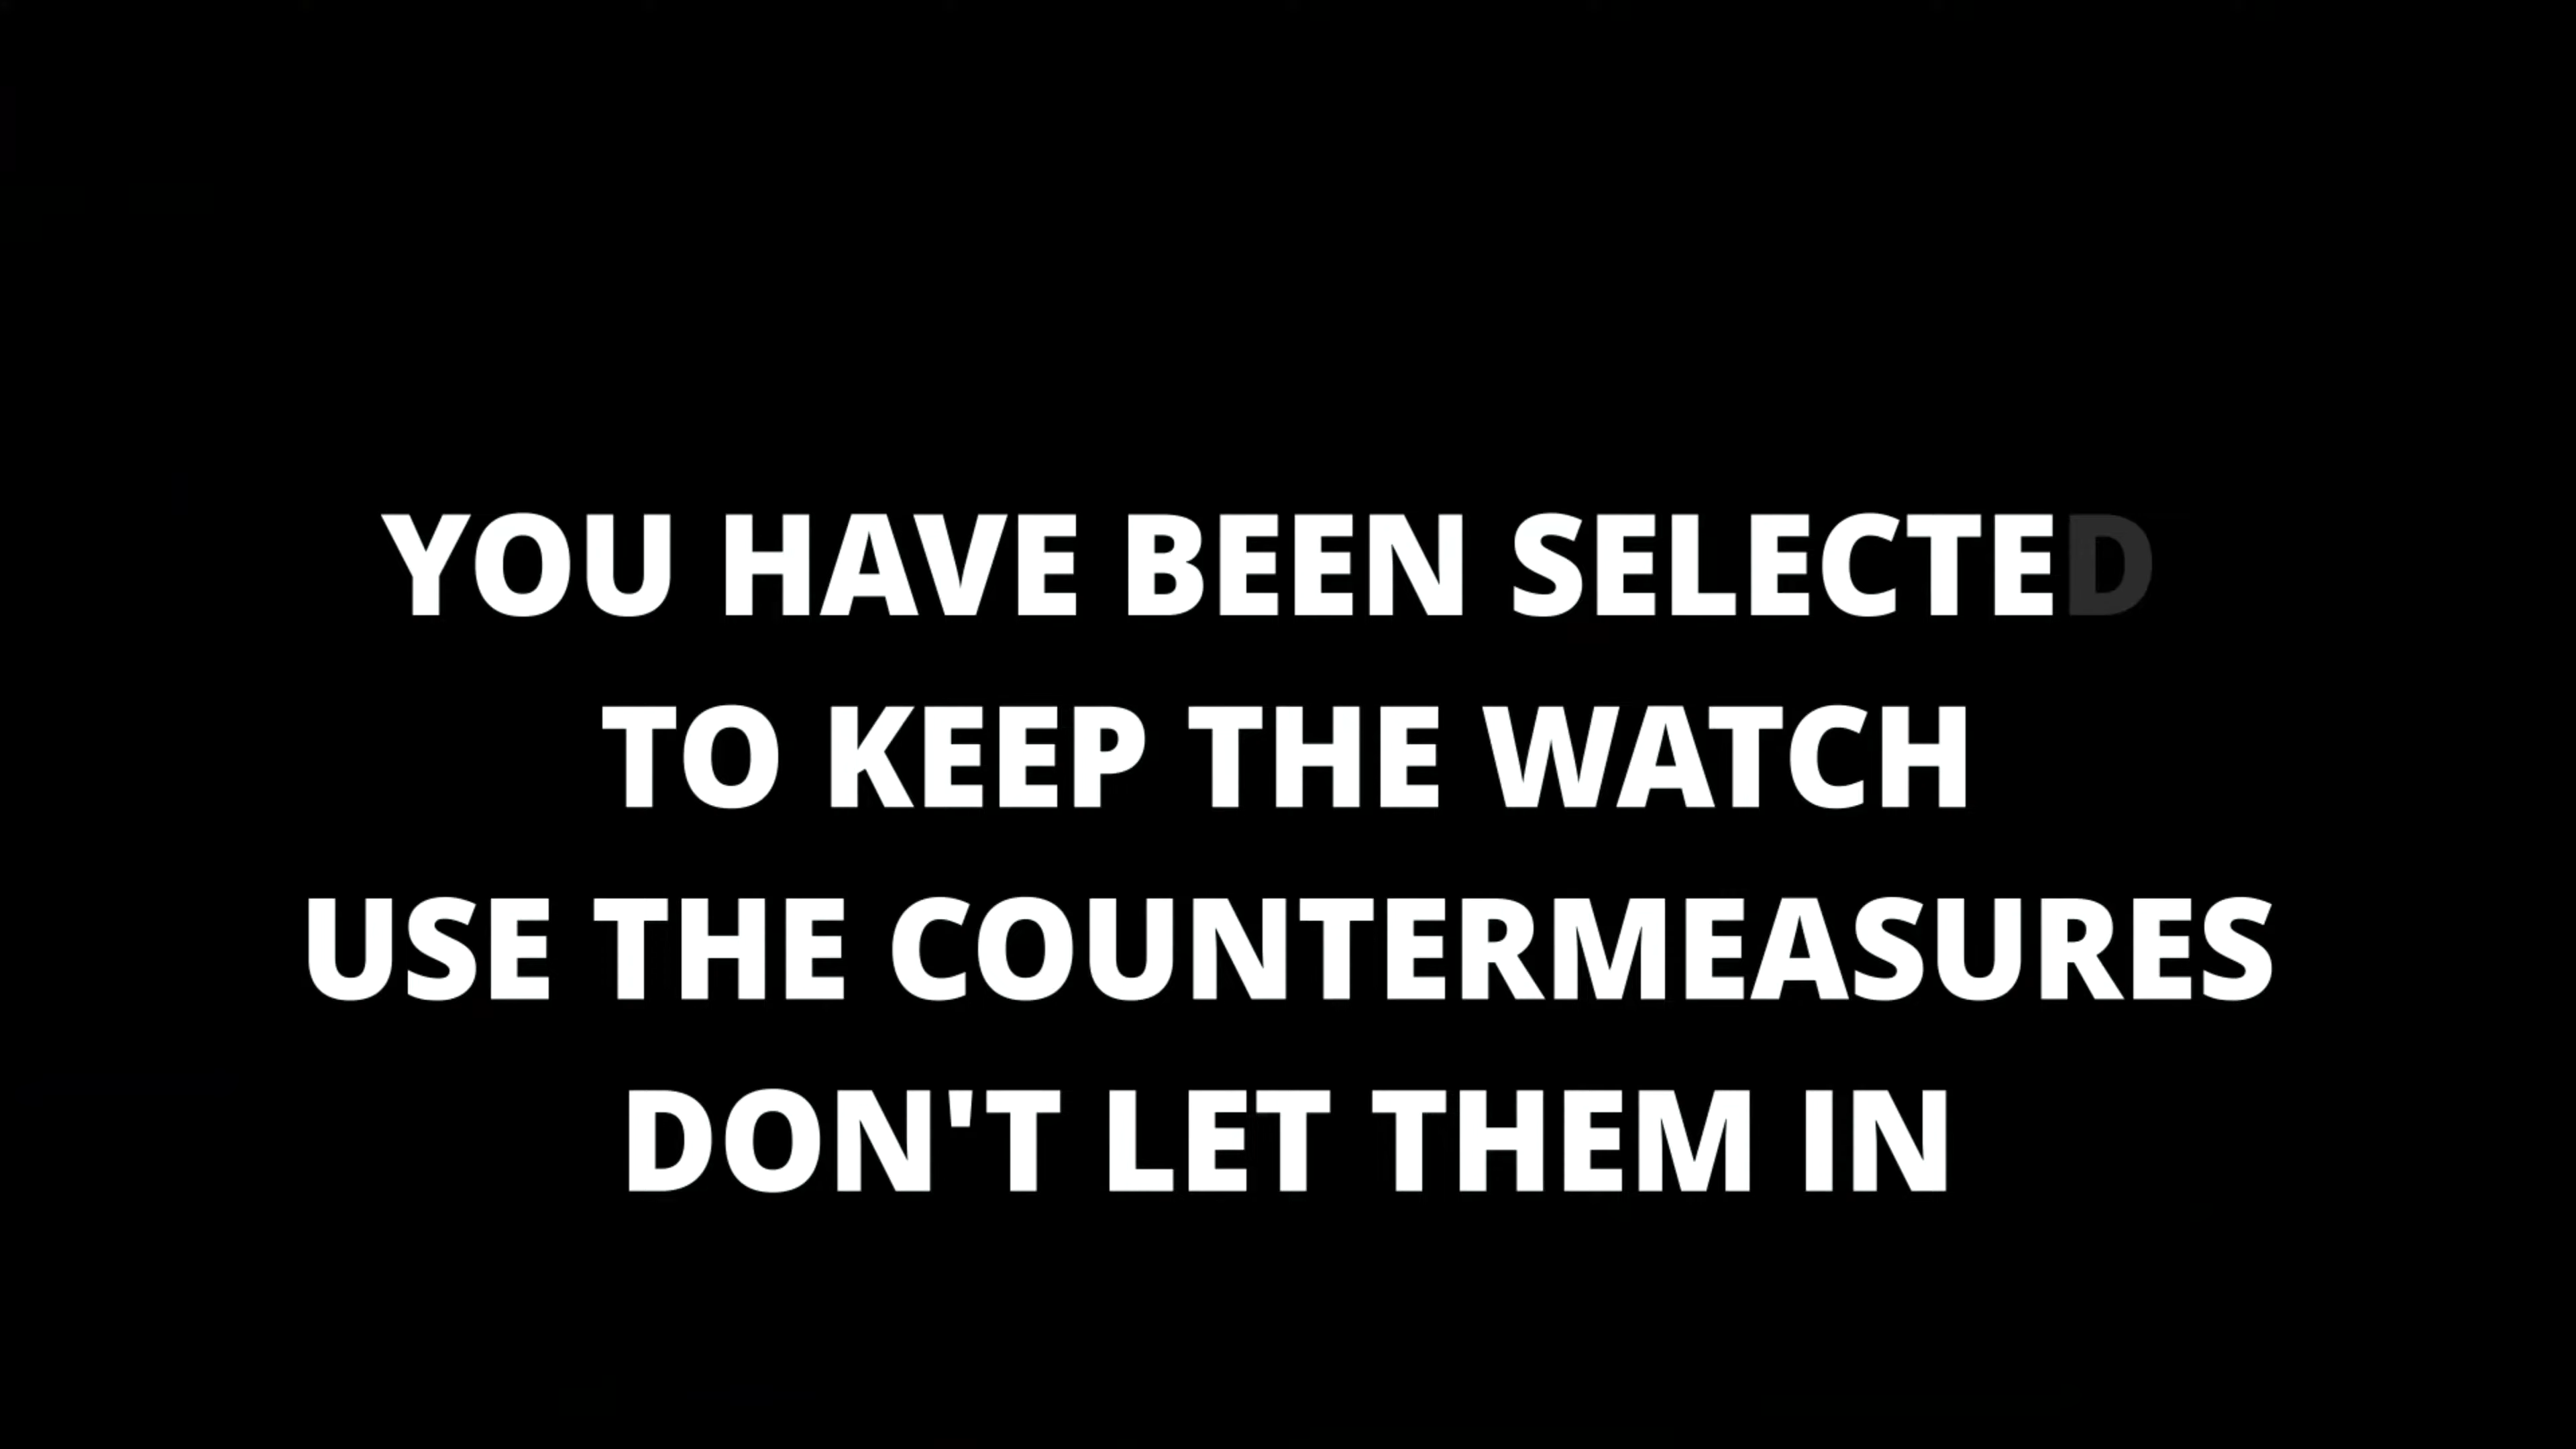 YOU HAVE BEEN SELECTED
TO KEEP THE WATCH
USE THE COUNTERMEASURES
DON'T LET THEM IN